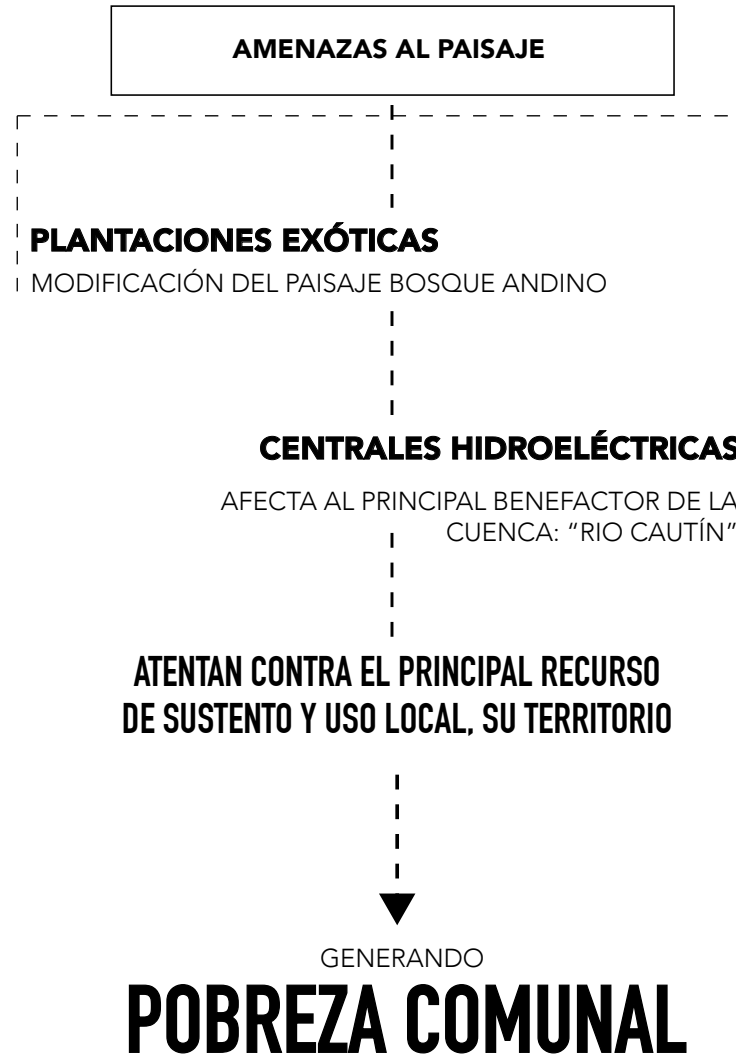 AMENAZAS AL PAISAJE
PLANTACIONES EXÓTICAS
MODIFICACIÓN DEL PAISAJE BOSQUE ANDINO
CENTRALES HIDROELÉCTRICAS
AFECTA AL PRINCIPAL BENEFACTOR DE LA
CUENCA: “RIO CAUTÍN”
ATENTAN CONTRA EL PRINCIPAL RECURSO
DE SUSTENTO Y USO LOCAL, SU TERRITORIO
GENERANDO
POBREZA COMUNAL